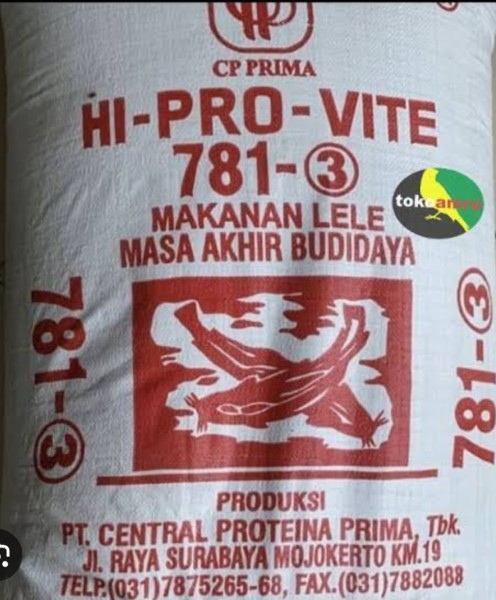 CP PRIMA
HI-PRO-VITE
781-③
MAKANAN LELE
MASA AKHIR BUDIDAYA
781-③
781-③
PRODUKSI
PT. CENTRAL PROTEINA PRIMA, Tbk.
JL. RAYA SURABAYA MOJOKERTO KM.19
TELP.(031)7875265-68, FAX.(031)7882088